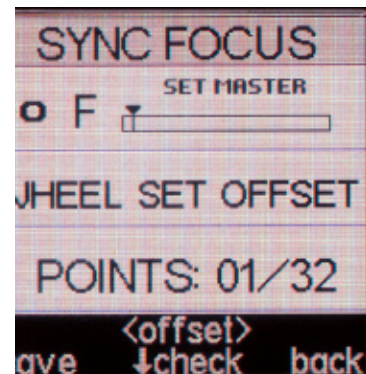 SYNC FOCUS
SET MASTER
F
JHEEL SET OFFSET
POINTS: 01/32
<offset>
ave ↓check back